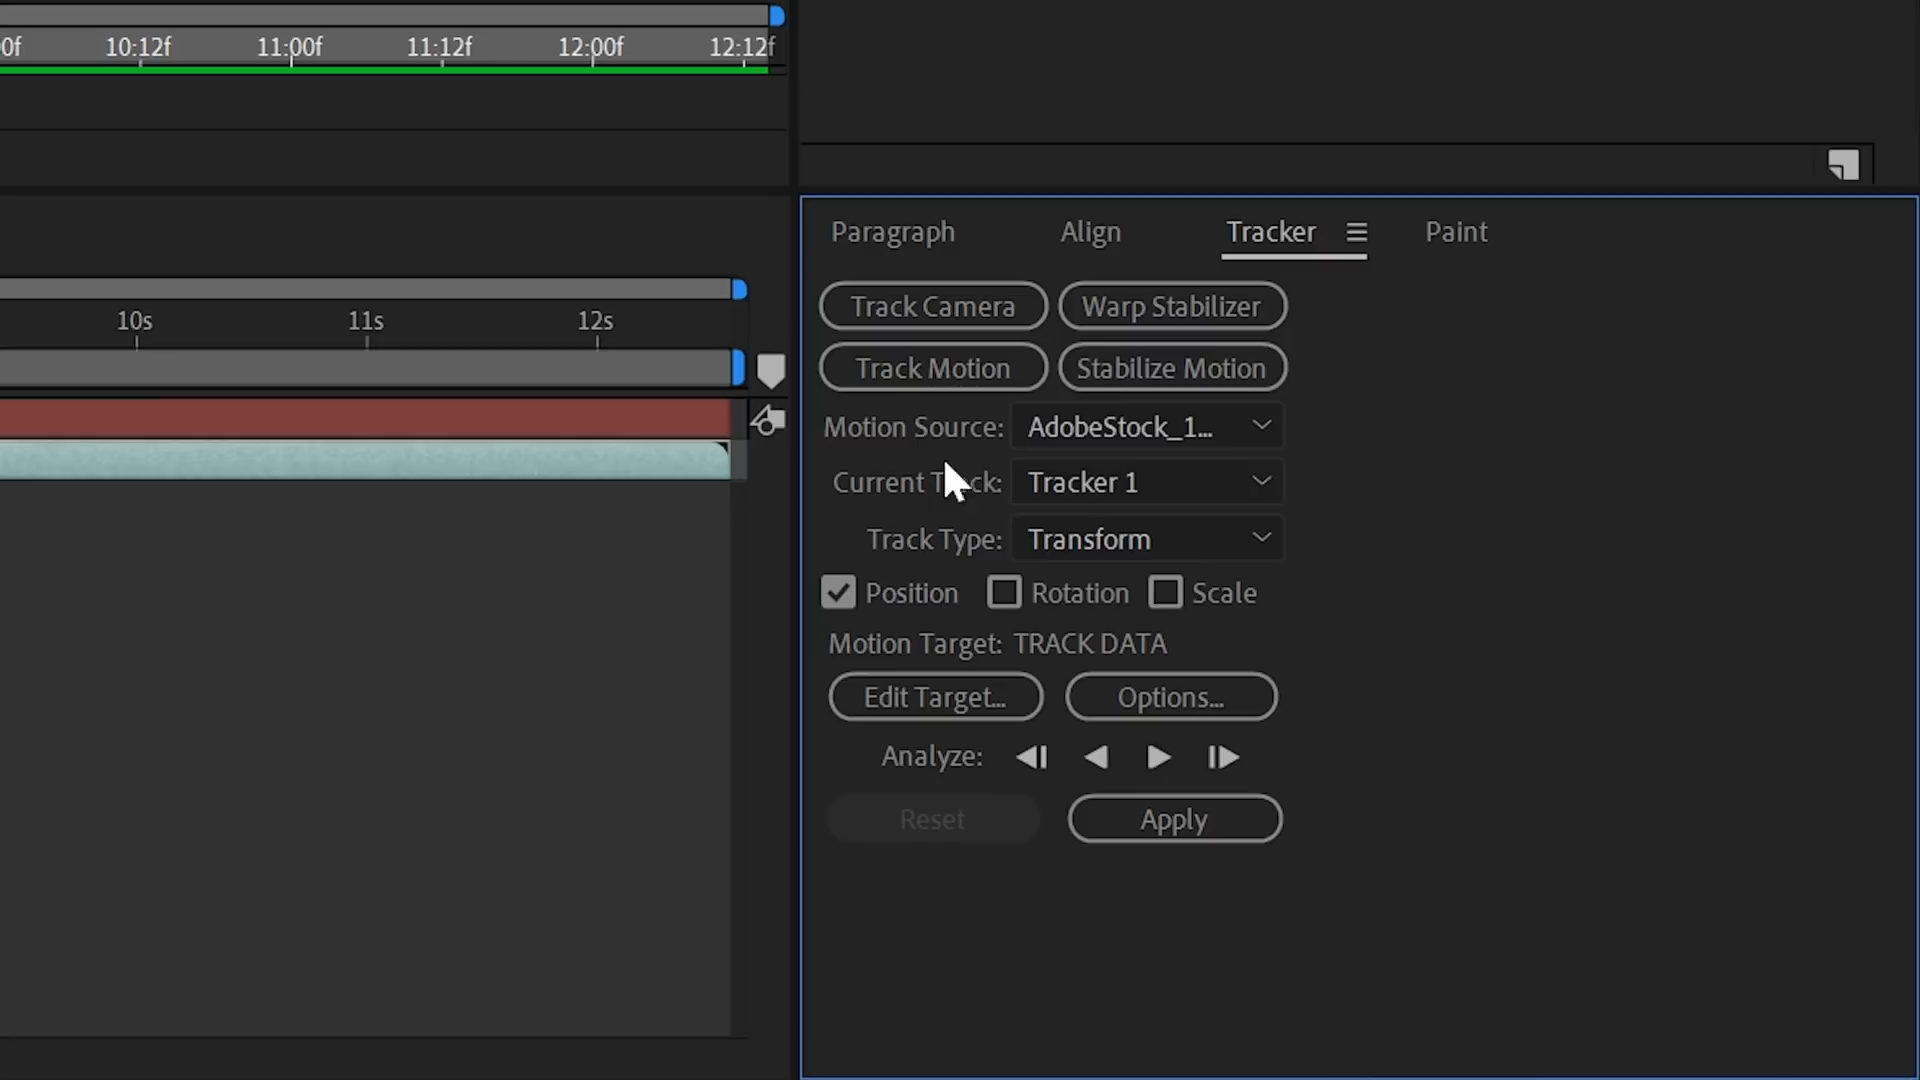 10:12f 11:00f 11:12f 12:00f 12:12f
Paragraph Align Tracker Paint
Track Camera Warp Stabilizer
10s 11s 12s
Track Motion Stabilize Motion
Motion Source: AdobeStock_1...
Current Tr ck: Tracker 1
Track Type: Transform
Position Rotation Scale
Motion Target: TRACK DATA
Edit Target... Options...
Analyze:
Reset Apply